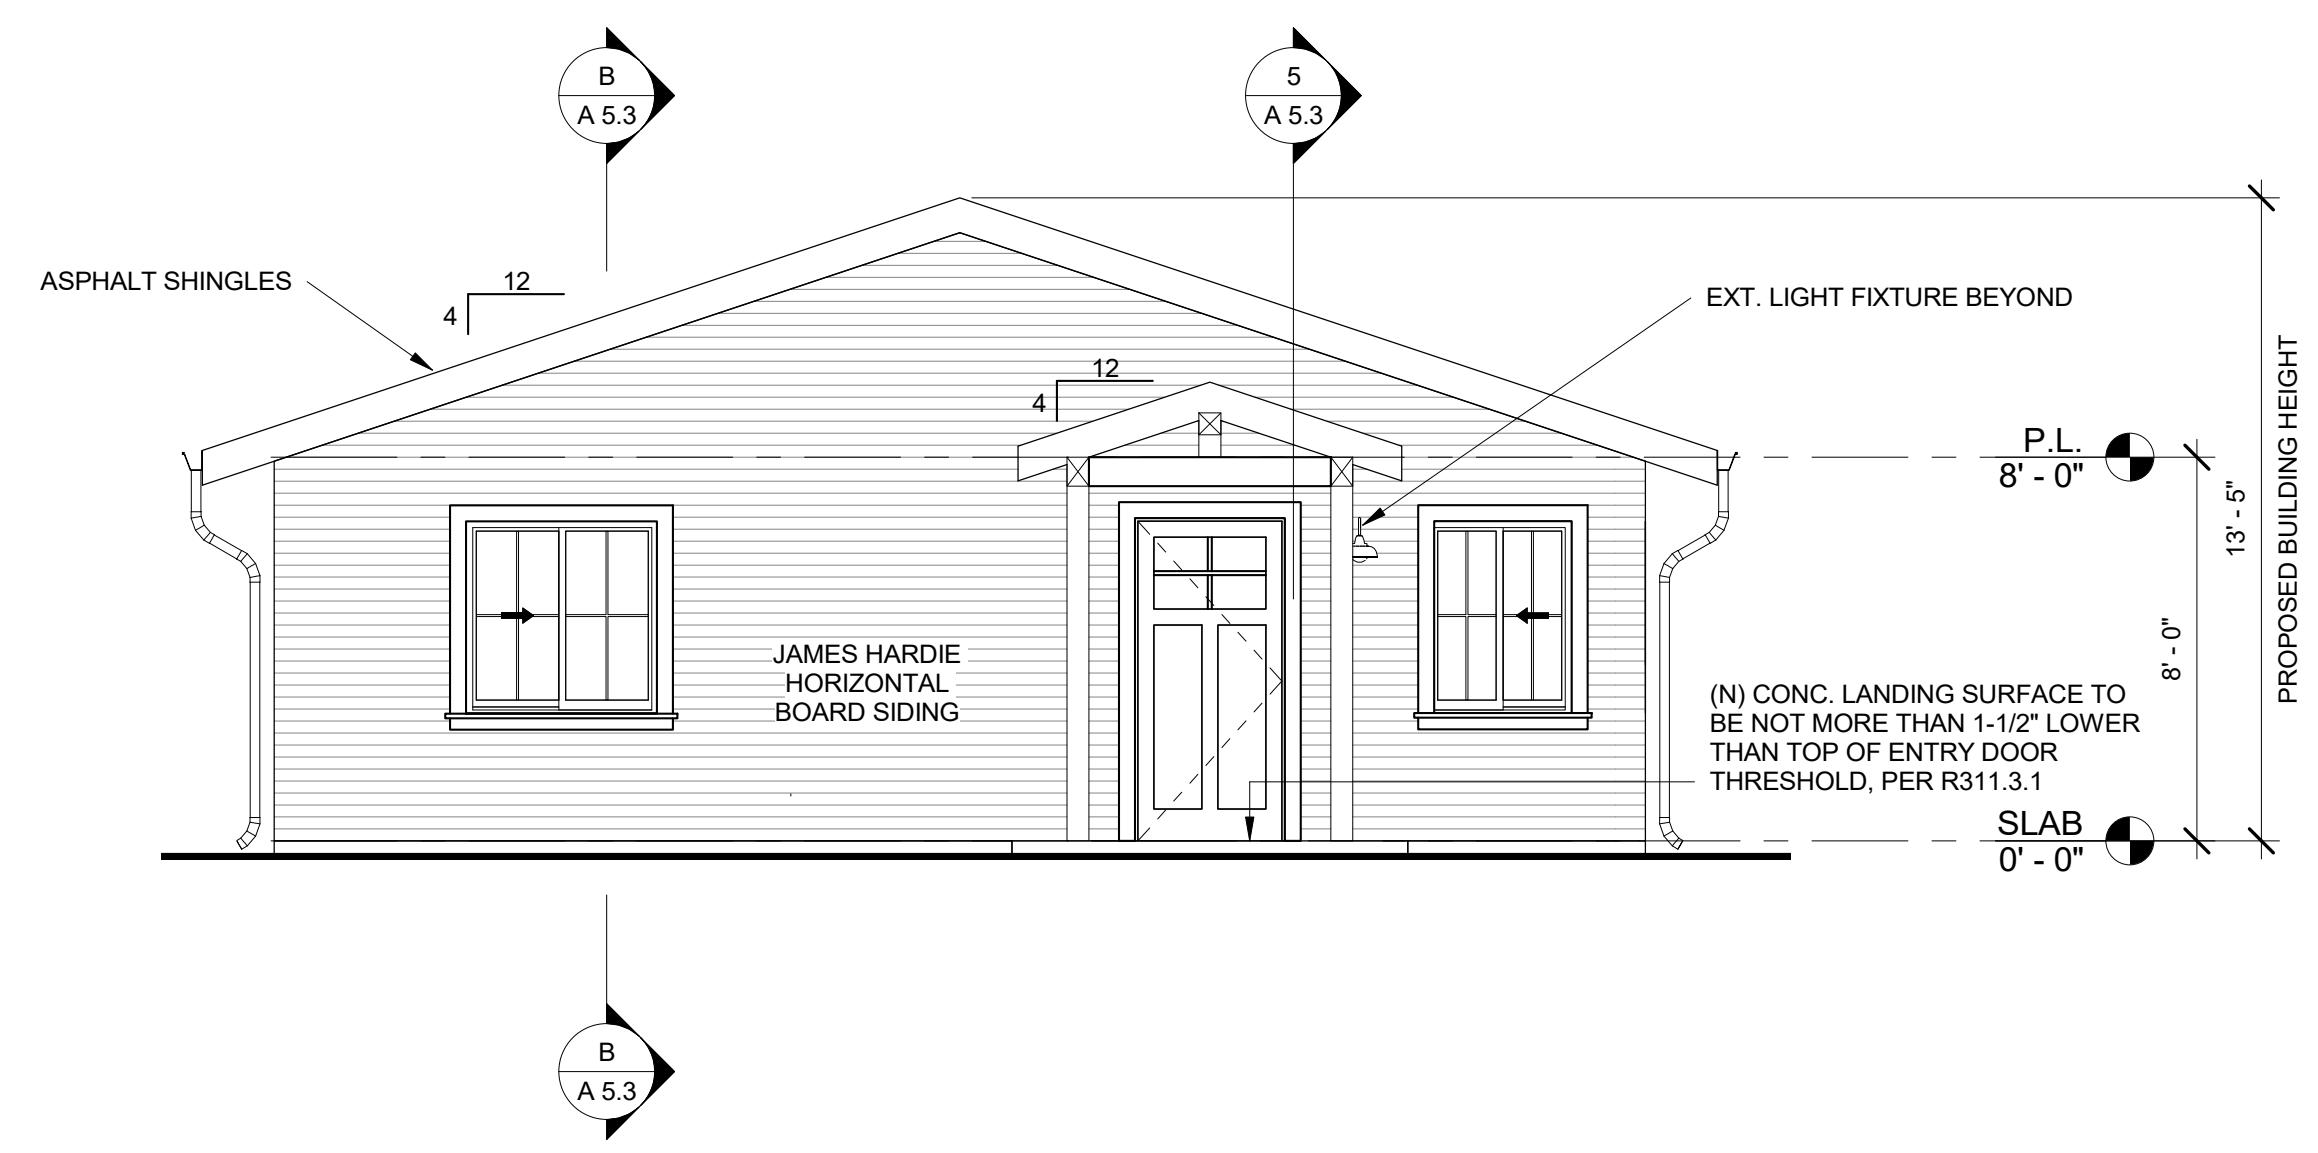 B
A 5.3
5
A 5.3
ASPHALT SHINGLES
12
4
EXT. LIGHT FIXTURE BEYOND
12
4
P.L.
8' - 0"
13' - 5"
PROPOSED BUILDING HEIGHT
8' - 0"
JAMES HARDIE
HORIZONTAL
BOARD SIDING
(N) CONC. LANDING SURFACE TO
BE NOT MORE THAN 1-1/2" LOWER
THAN TOP OF ENTRY DOOR
THRESHOLD, PER R311.3.1
SLAB
0' - 0"
B
A 5.3